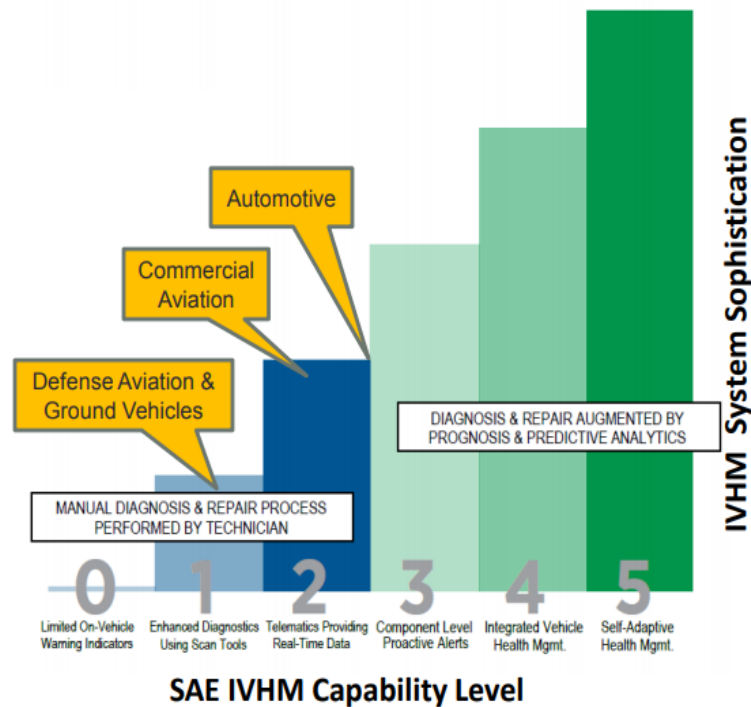 Automotive
Commercial
Aviation
Defense Aviation &
Ground Vehicles
DIAGNOSIS & REPAIR AUGMENTED BY
PROGNOSIS & PREDICTIVE ANALYTICS
MANUAL DIAGNOSIS & REPAIR PROCESS
PERFORMED BY TECHNICIAN
IVHM System Sophistication
0
Limited On-Vehicle
Warning Indicators
1
Enhanced Diagnostics
Using Scan Tools
2
Telematics Providing
Real-Time Data
3
Component Level
Proactive Alerts
4
Integrated Vehicle
Health Mgmt.
5
Self-Adaptive
Health Mgmt.
SAE IVHM Capability Level